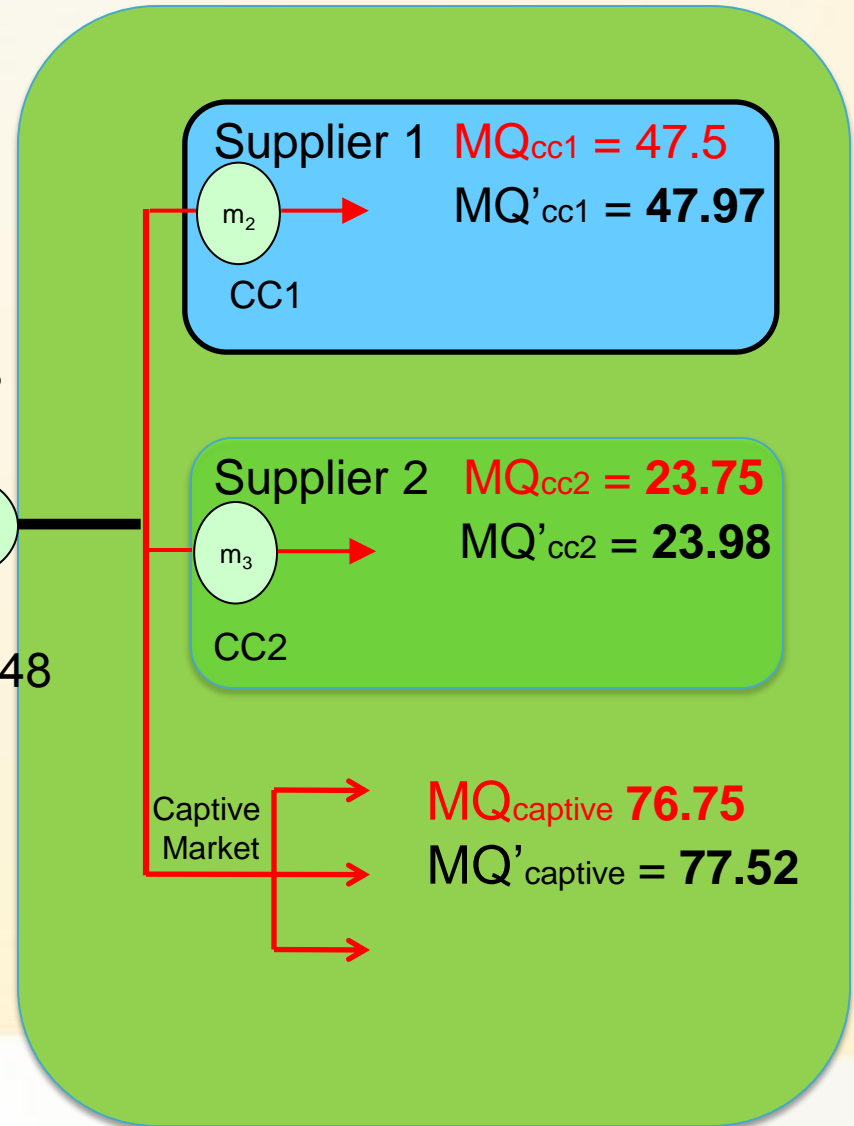 Supplier 1 MQcc1 = 47.5
MQ’cc1 = 47.97
m2
CC1
Supplier 2 MQcc2 = 23.75
MQ’cc2 = 23.98
m3
CC2
48
Captive
Market
MQcaptive 76.75
MQ’captive = 77.52